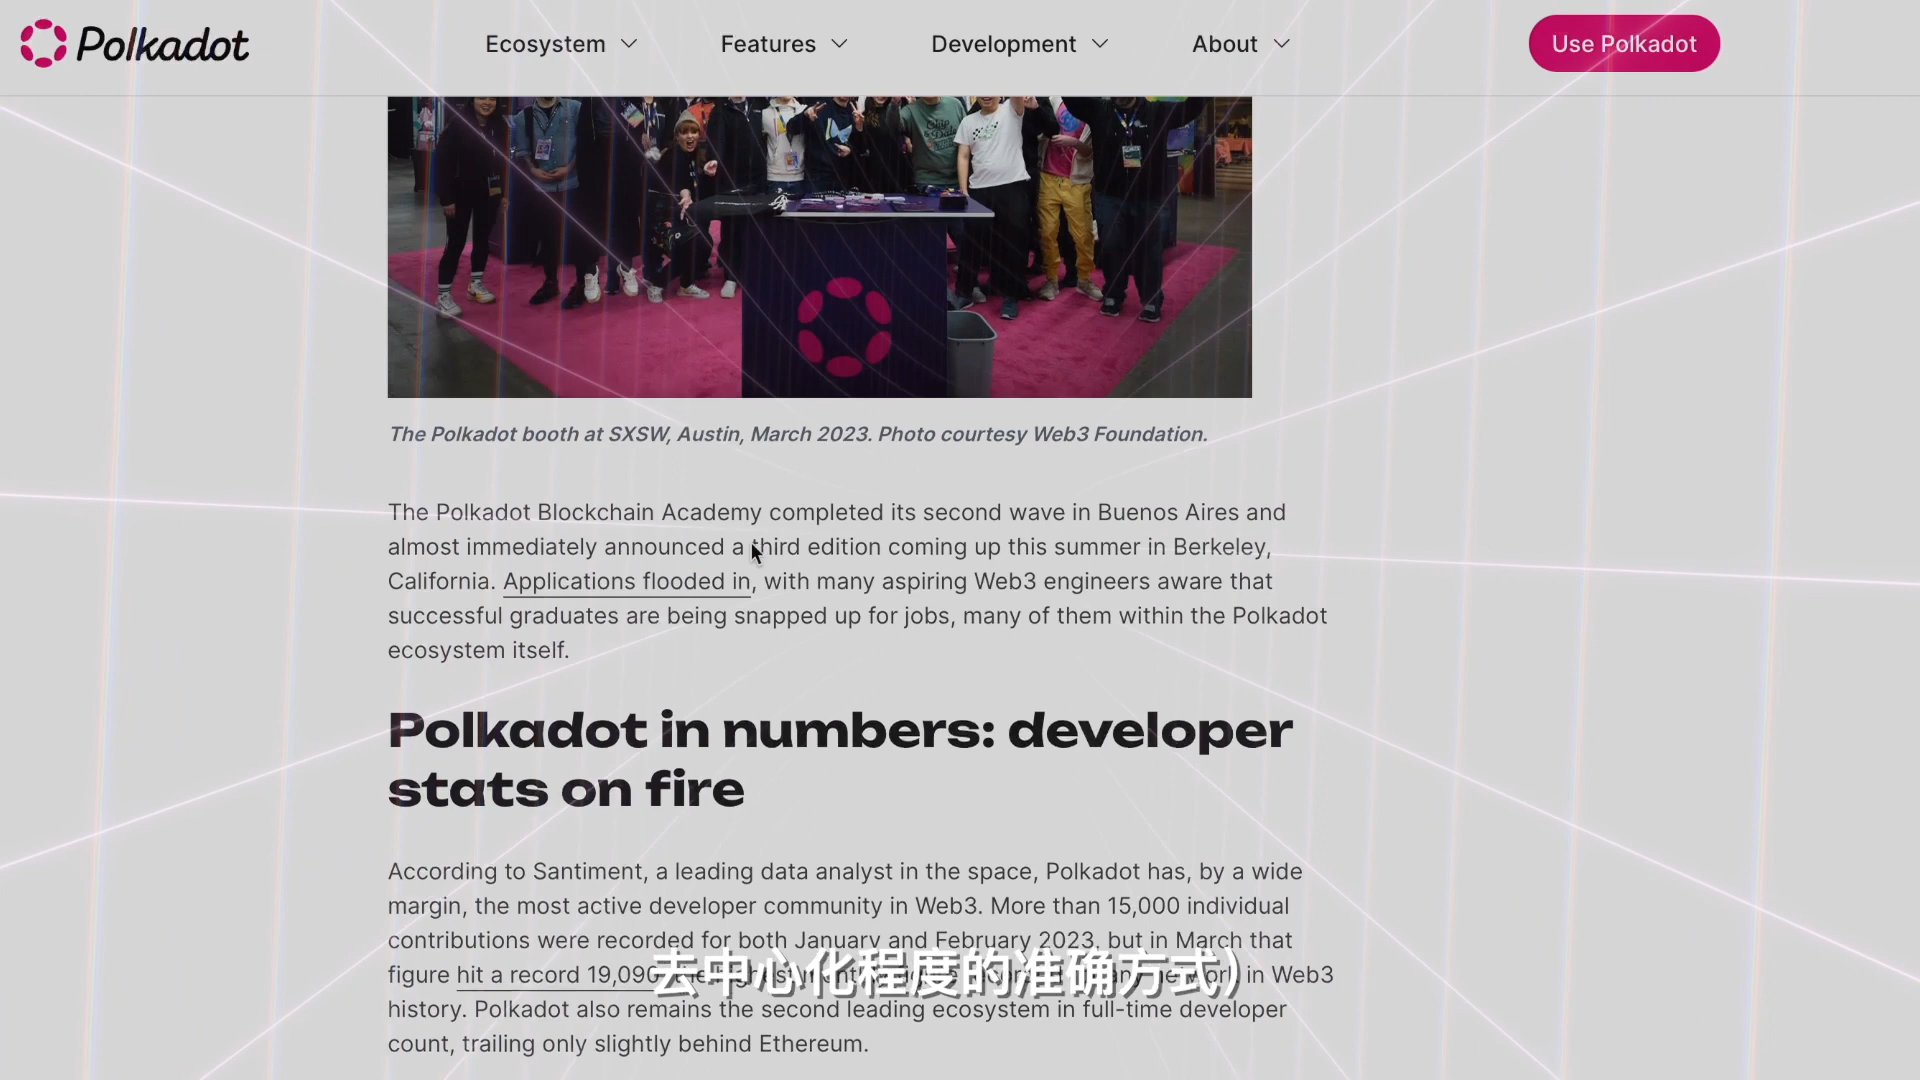 Polkadot
Ecosystem
Features
Development
About
Use Polkadot
The Polkadot booth at SXSW, Austin, March 2023. Photo courtesy Web3 Foundation.
The Polkadot Blockchain Academy completed its second wave in Buenos Aires and
almost immediately announced a third edition coming up this summer in Berkeley,
California. Applications flooded in, with many aspiring Web3 engineers aware that
successful graduates are being snapped up for jobs, many of them within the Polkadot
ecosystem itself.
Polkadot in numbers: developer
stats on fire
According to Santiment, a leading data analyst in the space, Polkadot has, by a wide
margin, the most active developer community in Web3. More than 15,000 individual
contributions were recorded for both January and February 2023, but in March that
figure hit a record 19,090 in Web3
去中心化程度的准确方式）
history. Polkadot also remains the second leading ecosystem in full-time developer
count, trailing only slightly behind Ethereum.